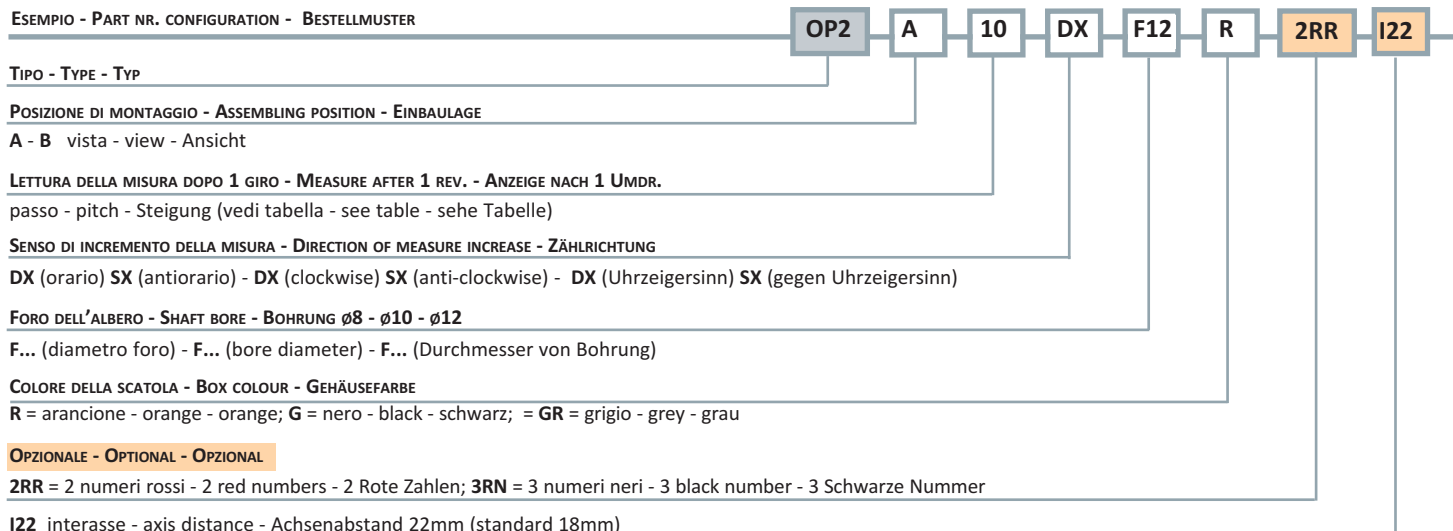 Esempio - Part nr. configuration - Bestellmuster
OP2 A 10 DX F12 R 2RR I22
Tipo - Type - Typ
Posizione di montaggio - Assembling position - Einbaulage
A - B vista - view - Ansicht
Lettura della misura dopo 1 giro - Measure after 1 rev. - Anzeige nach 1 Umdr.
passo - pitch - Steigung (vedi tabella - see table - sehe Tabelle)
Senso di incremento della misura - Direction of measure increase - Zählrichtung
DX (orario) SX (antiorario) - DX (clockwise) SX (anti-clockwise) - DX (Uhrzeigersinn) SX (gegen Uhrzeigersinn)
Foro dell'albero - Shaft bore - Bohrung ø8 - ø10 - ø12
F... (diametro foro) - F... (bore diameter) - F... (Durchmesser von Bohrung)
Colore della scatola - Box colour - Gehäusefarbe
R = arancione - orange - orange; G = nero - black - schwarz; = GR = grigio - grey - grau
Opzionale - Optional - Opzional
2RR = 2 numeri rossi - 2 red numbers - 2 Rote Zahlen; 3RN = 3 numeri neri - 3 black number - 3 Schwarze Nummer
I22 interasse - axis distance - Achsenabstand 22mm (standard 18mm)